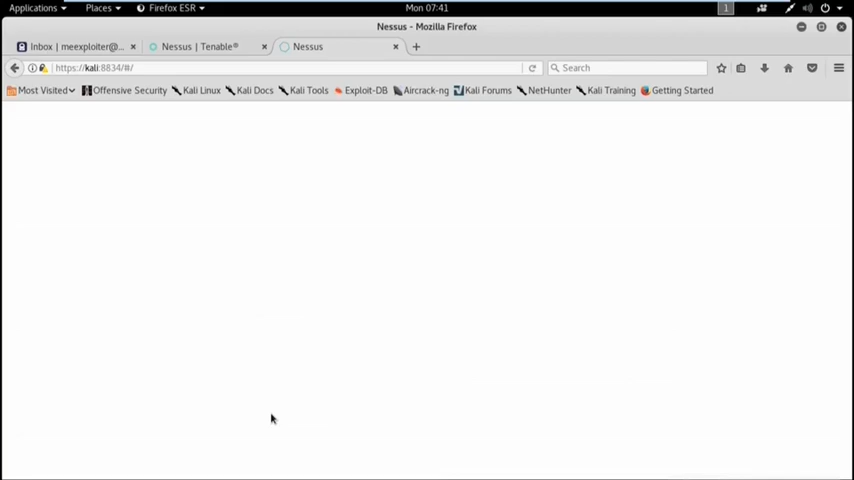 Applications Places Firefox ESR Mon 07:41 1
Nessus - Mozilla Firefox
Inbox | meexploiter@... Nessus | Tenable® Nessus
https://kali:8834/#/ Search
Most Visited Offensive Security Kali Linux Kali Docs Kali Tools Exploit-DB Aircrack-ng Kali Forums NetHunter Kali Training Getting Started